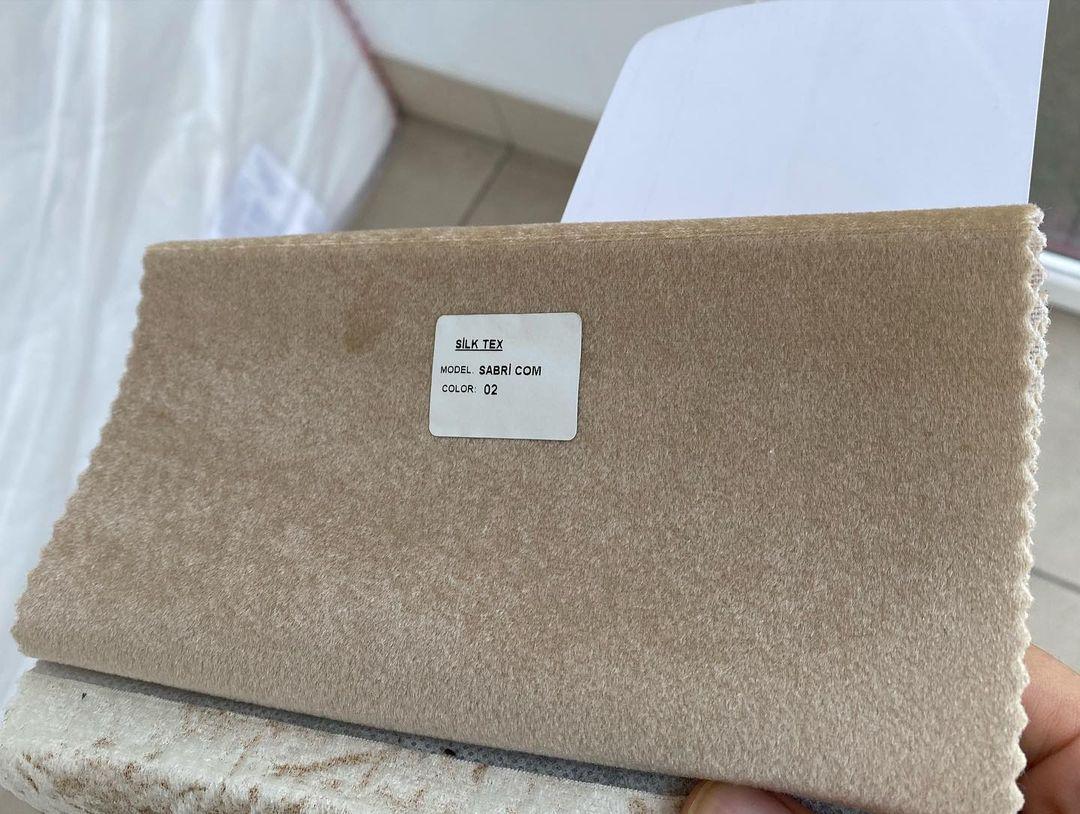 SİLK TEX
MODEL. SABRİ COM
COLOR: 02